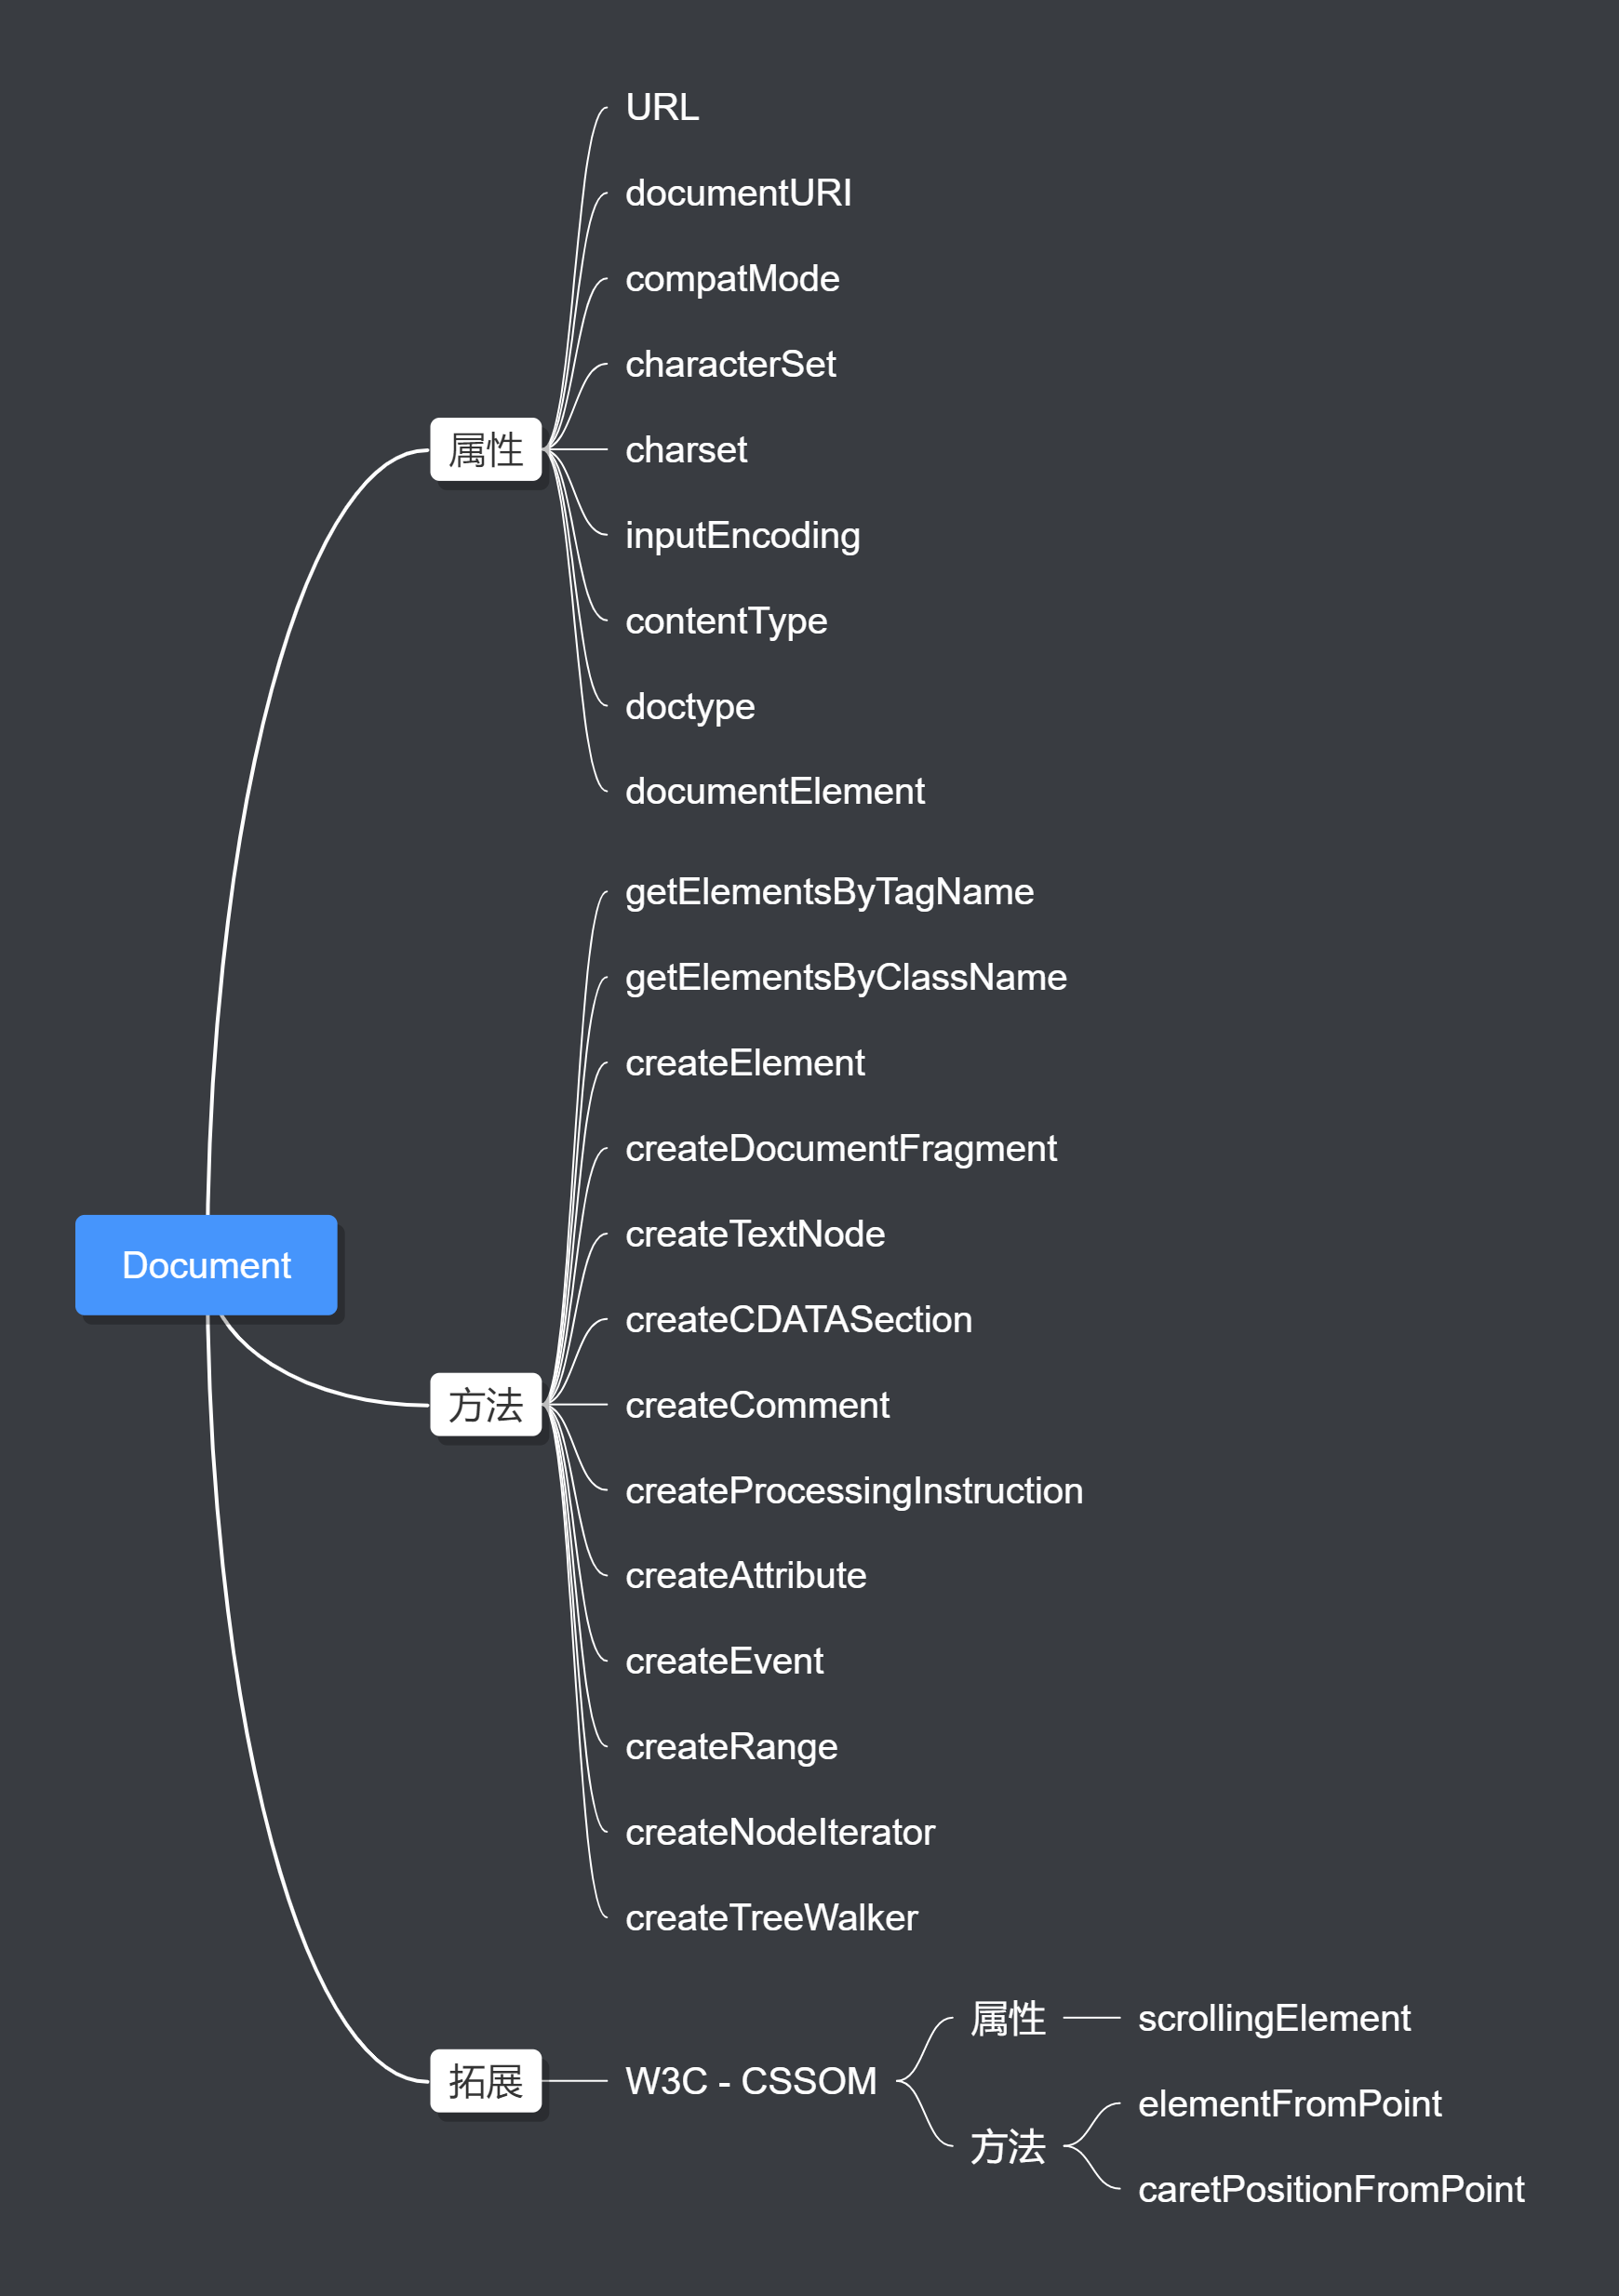 Document
属性
URL
documentURI
compatMode
characterSet
charset
inputEncoding
contentType
doctype
documentElement
方法
getElementsByTagName
getElementsByClassName
createElement
createDocumentFragment
createTextNode
createCDATASection
createComment
createProcessingInstruction
createAttribute
createEvent
createRange
createNodeIterator
createTreeWalker
拓展
W3C - CSSOM
属性
scrollingElement
方法
elementFromPoint
caretPositionFromPoint